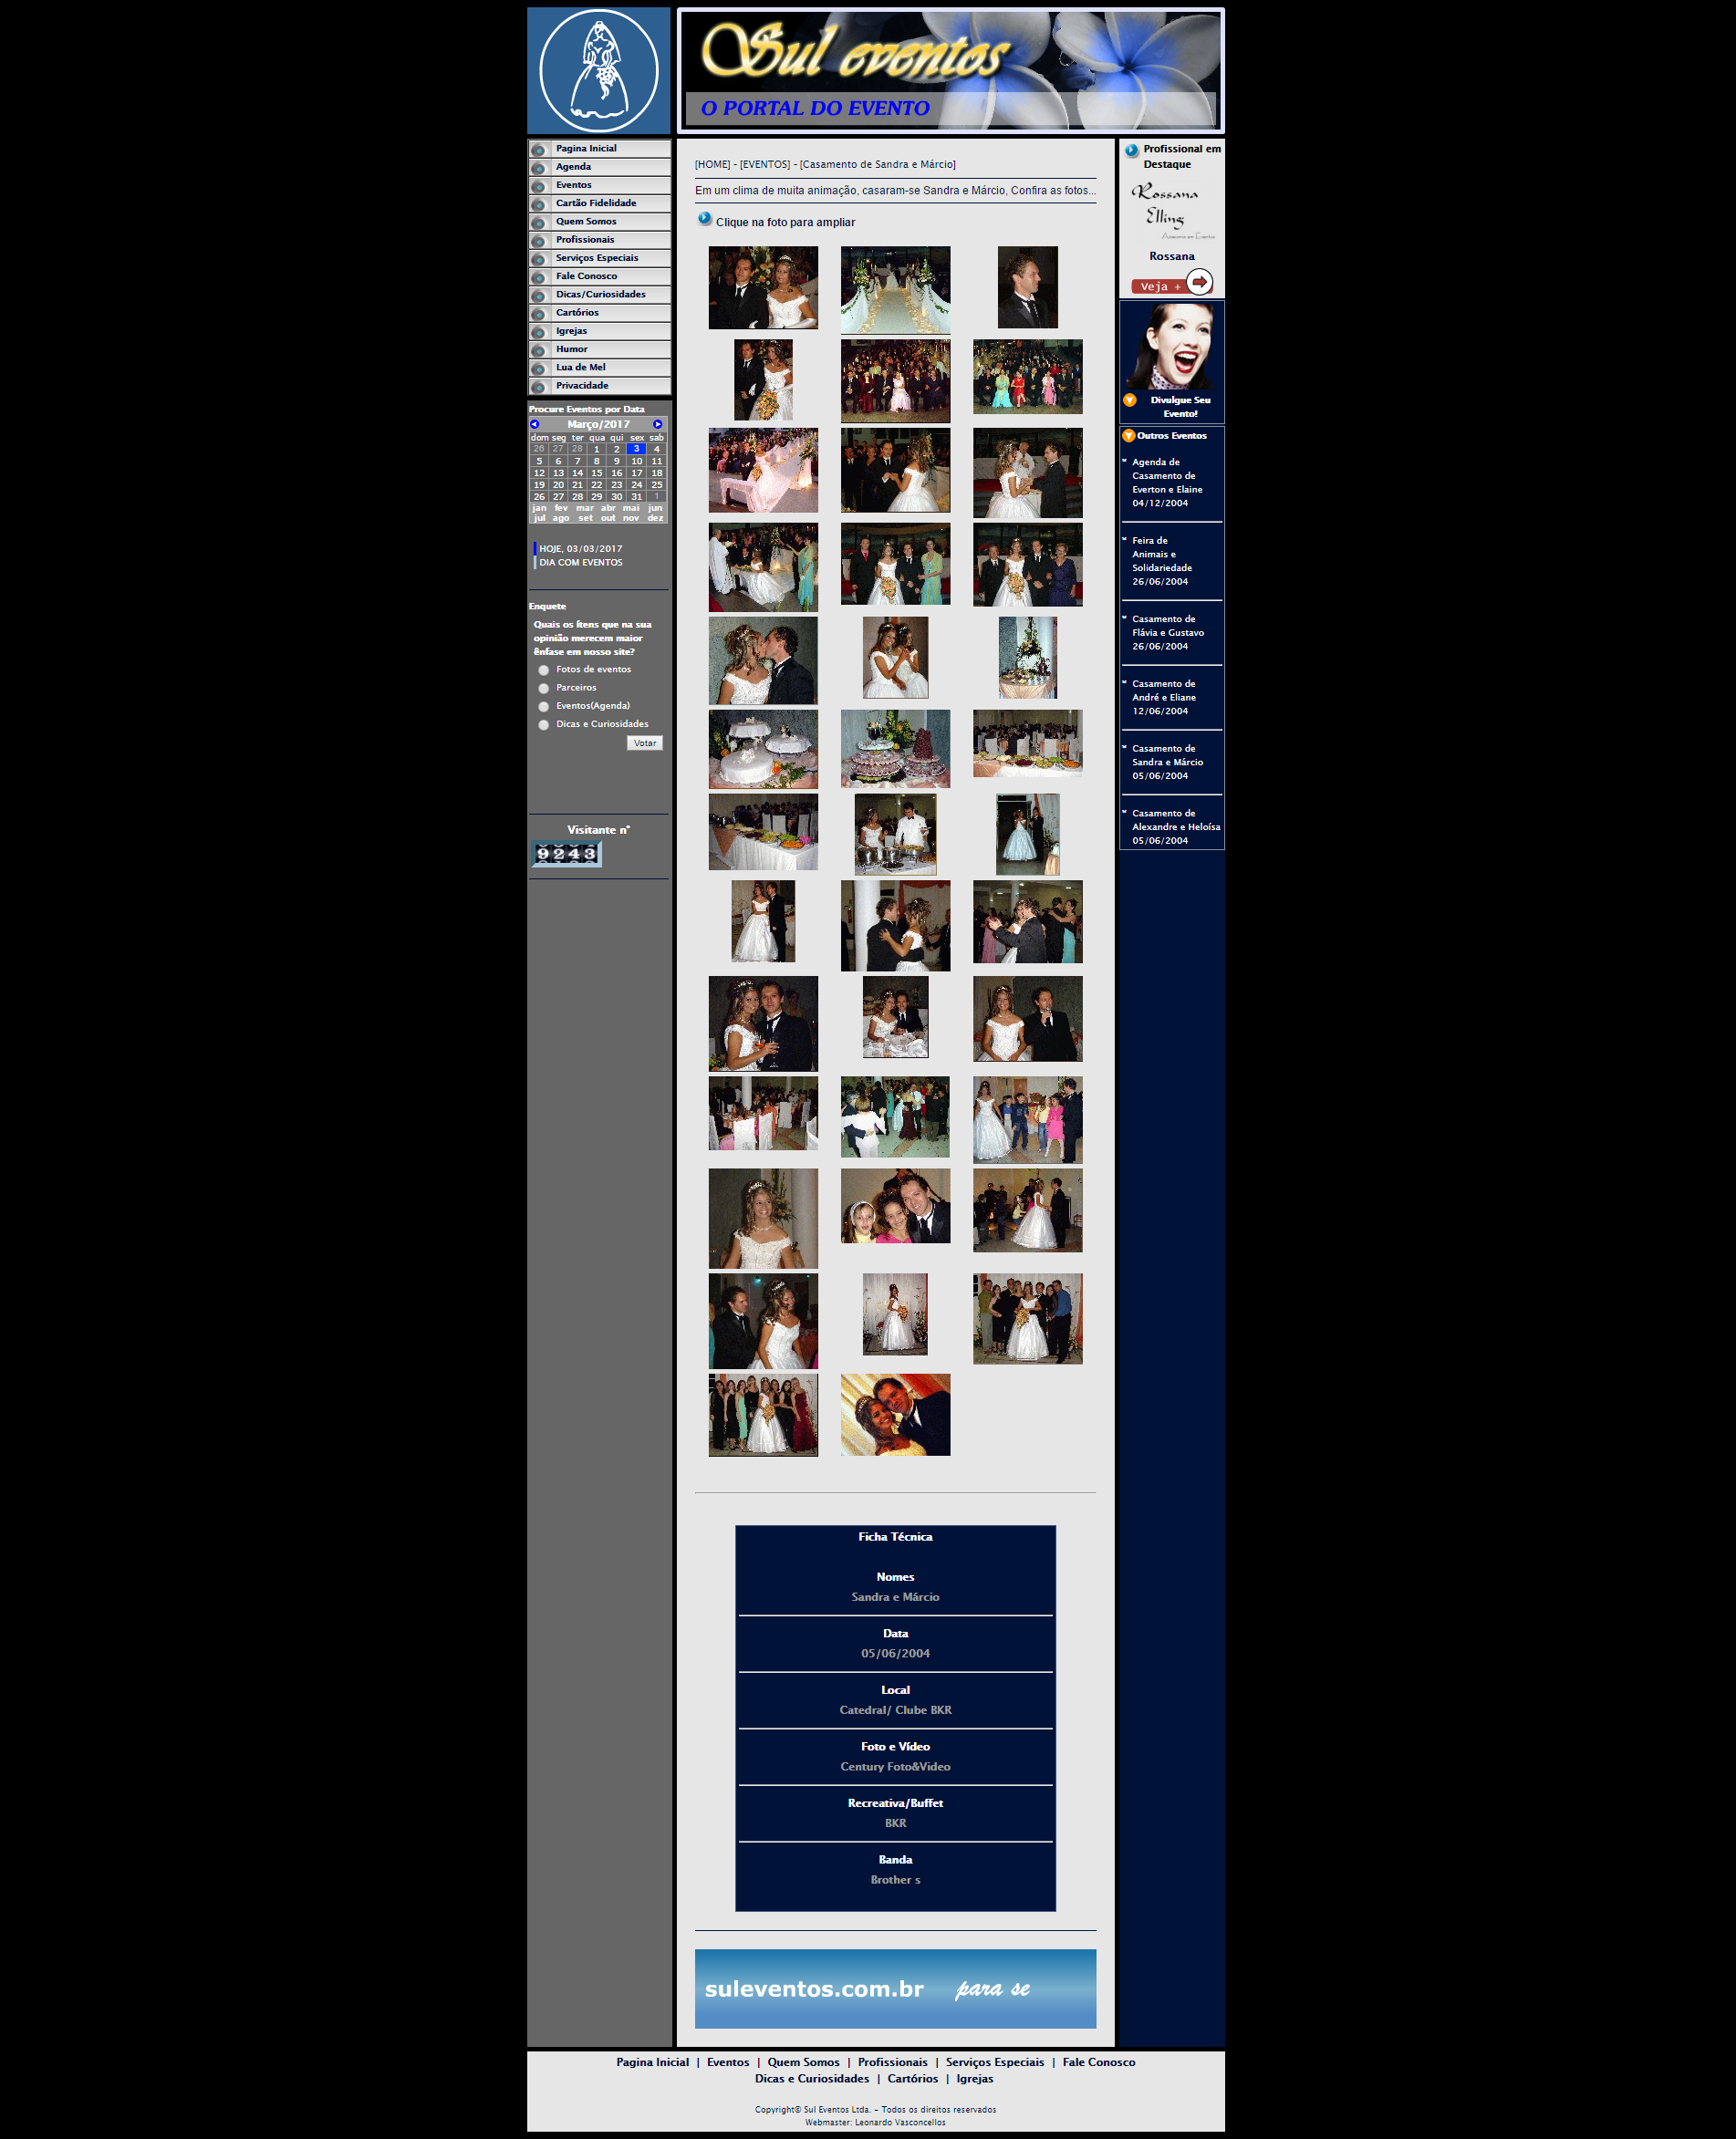 Sul eventos
O PORTAL DO EVENTO
Pagina Inicial
Agenda
Eventos
Cartão Fidelidade
Quem Somos
Profissionais
Serviços Especiais
Fale Conosco
Dicas/Curiosidades
Cartórios
Igrejas
Humor
Lua de Mel
Privacidade
Procure Eventos por Data
Março/2017
dom seg ter qua qui sex sab
26 27 28 1 2 3 4
5 6 7 8 9 10 11
12 13 14 15 16 17 18
19 20 21 22 23 24 25
26 27 28 29 30 31 1
jan fev mar abr mai jun
jul ago set out nov dez
HOJE, 03/03/2017
DIA COM EVENTOS
Enquete
Quais os ítens que na sua
opinião merecem maior
ênfase em nosso site?
Fotos de eventos
Parceiros
Eventos(Agenda)
Dicas e Curiosidades
Votar
Visitante n°
9243
[HOME] - [EVENTOS] - [Casamento de Sandra e Márcio]
Em um clima de muita animação, casaram-se Sandra e Márcio, Confira as fotos...
Clique na foto para ampliar
Ficha Técnica
Nomes
Sandra e Márcio
Data
05/06/2004
Local
Catedral/ Clube BKR
Foto e Vídeo
Century Foto&Video
Recreativa/Buffet
BKR
Banda
Brother s
suleventos.com.br para se
Profissional em
Destaque
Rossana
Elling
Assessoria em Eventos
Rossana
Veja +
Divulgue Seu
Evento!
Outros Eventos
Agenda de
Casamento de
Everton e Elaine
04/12/2004
Feira de
Animais e
Solidariedade
26/06/2004
Casamento de
Flávia e Gustavo
26/06/2004
Casamento de
André e Eliane
12/06/2004
Casamento de
Sandra e Márcio
05/06/2004
Casamento de
Alexandre e Heloísa
05/06/2004
Pagina Inicial | Eventos | Quem Somos | Profissionais | Serviços Especiais | Fale Conosco
Dicas e Curiosidades | Cartórios | Igrejas
Copyright© Sul Eventos Ltda. - Todos os direitos reservados
Webmaster: Leonardo Vasconcellos